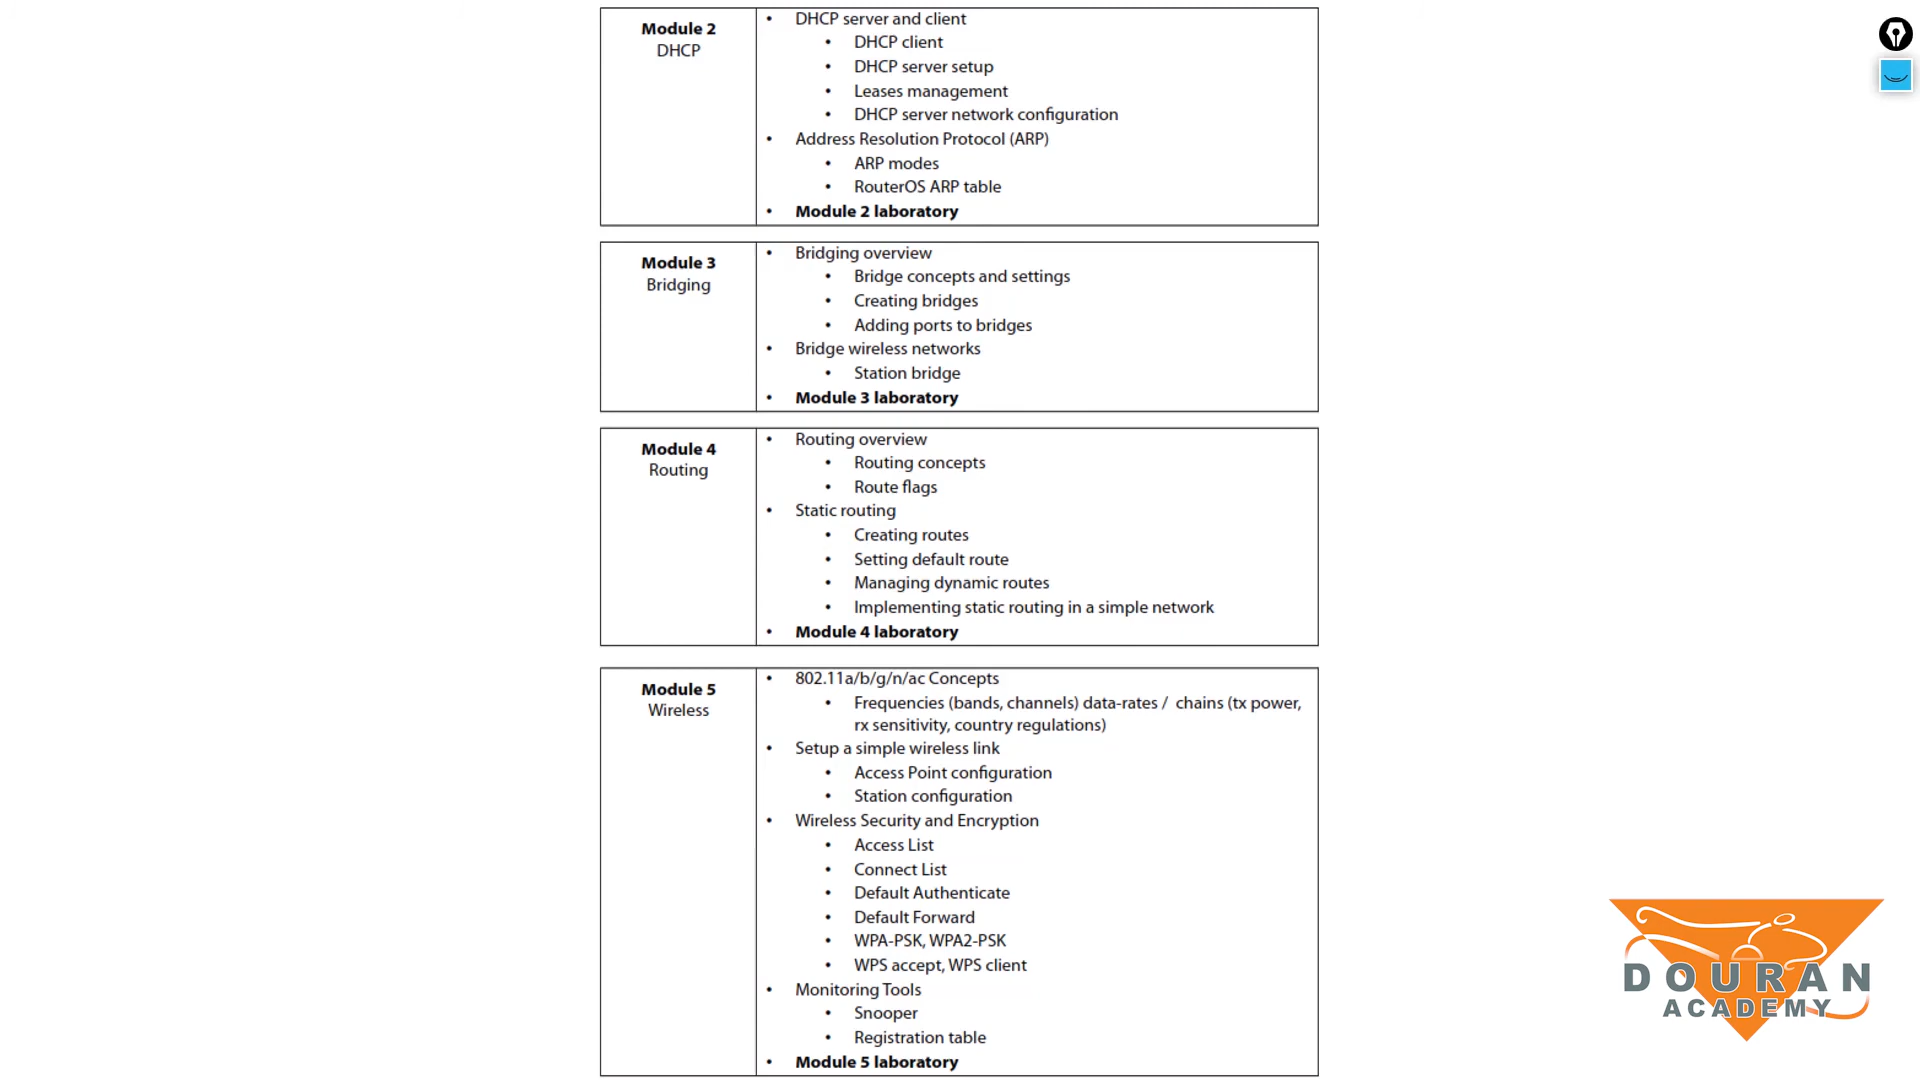 Module 2
DHCP
• DHCP server and client
• DHCP client
• DHCP server setup
• Leases management
• DHCP server network configuration
• Address Resolution Protocol (ARP)
• ARP modes
• RouterOS ARP table
• Module 2 laboratory
Module 3
Bridging
• Bridging overview
• Bridge concepts and settings
• Creating bridges
• Adding ports to bridges
• Bridge wireless networks
• Station bridge
• Module 3 laboratory
Module 4
Routing
• Routing overview
• Routing concepts
• Route flags
• Static routing
• Creating routes
• Setting default route
• Managing dynamic routes
• Implementing static routing in a simple network
• Module 4 laboratory
Module 5
Wireless
• 802.11a/b/g/n/ac Concepts
• Frequencies (bands, channels) data-rates / chains (tx power,
rx sensitivity, country regulations)
• Setup a simple wireless link
• Access Point configuration
• Station configuration
• Wireless Security and Encryption
• Access List
• Connect List
• Default Authenticate
• Default Forward
• WPA-PSK, WPA2-PSK
• WPS accept, WPS client
• Monitoring Tools
• Snooper
• Registration table
• Module 5 laboratory
DOURAN
ACADEMY